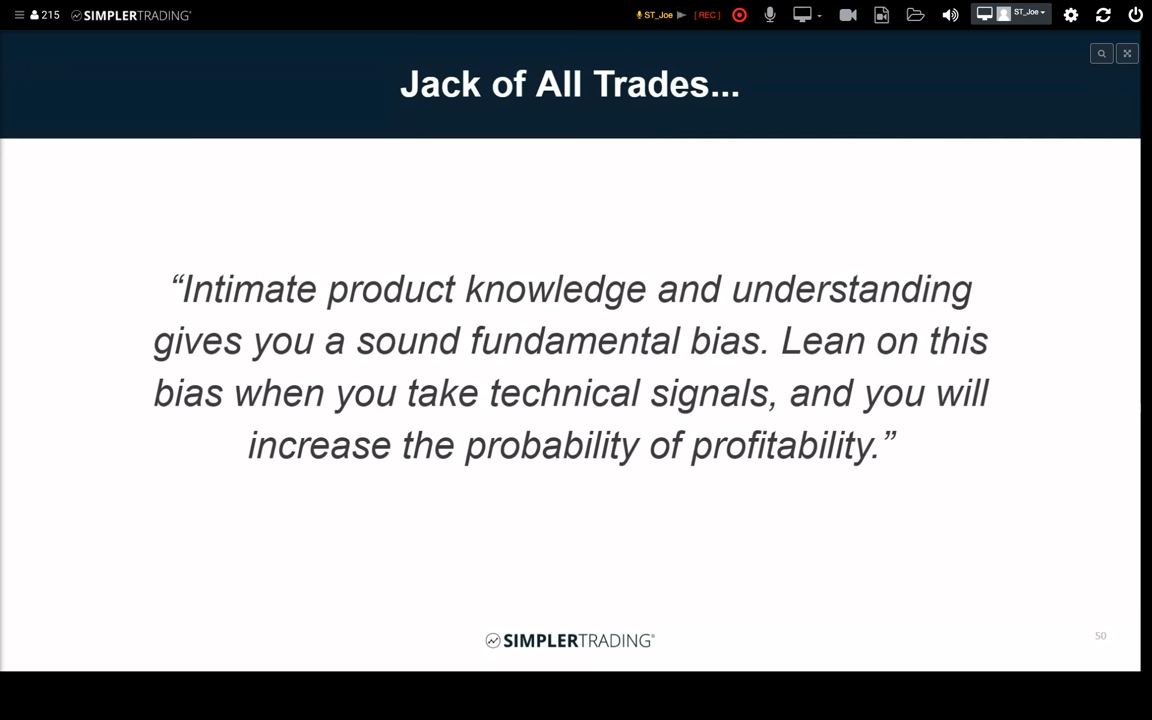 215 SIMPLERTRADING® ST_Joe [ REC ] ST_Joe
Jack of All Trades...
“Intimate product knowledge and understanding
gives you a sound fundamental bias. Lean on this
bias when you take technical signals, and you will
increase the probability of profitability.”
SIMPLERTRADING®
50